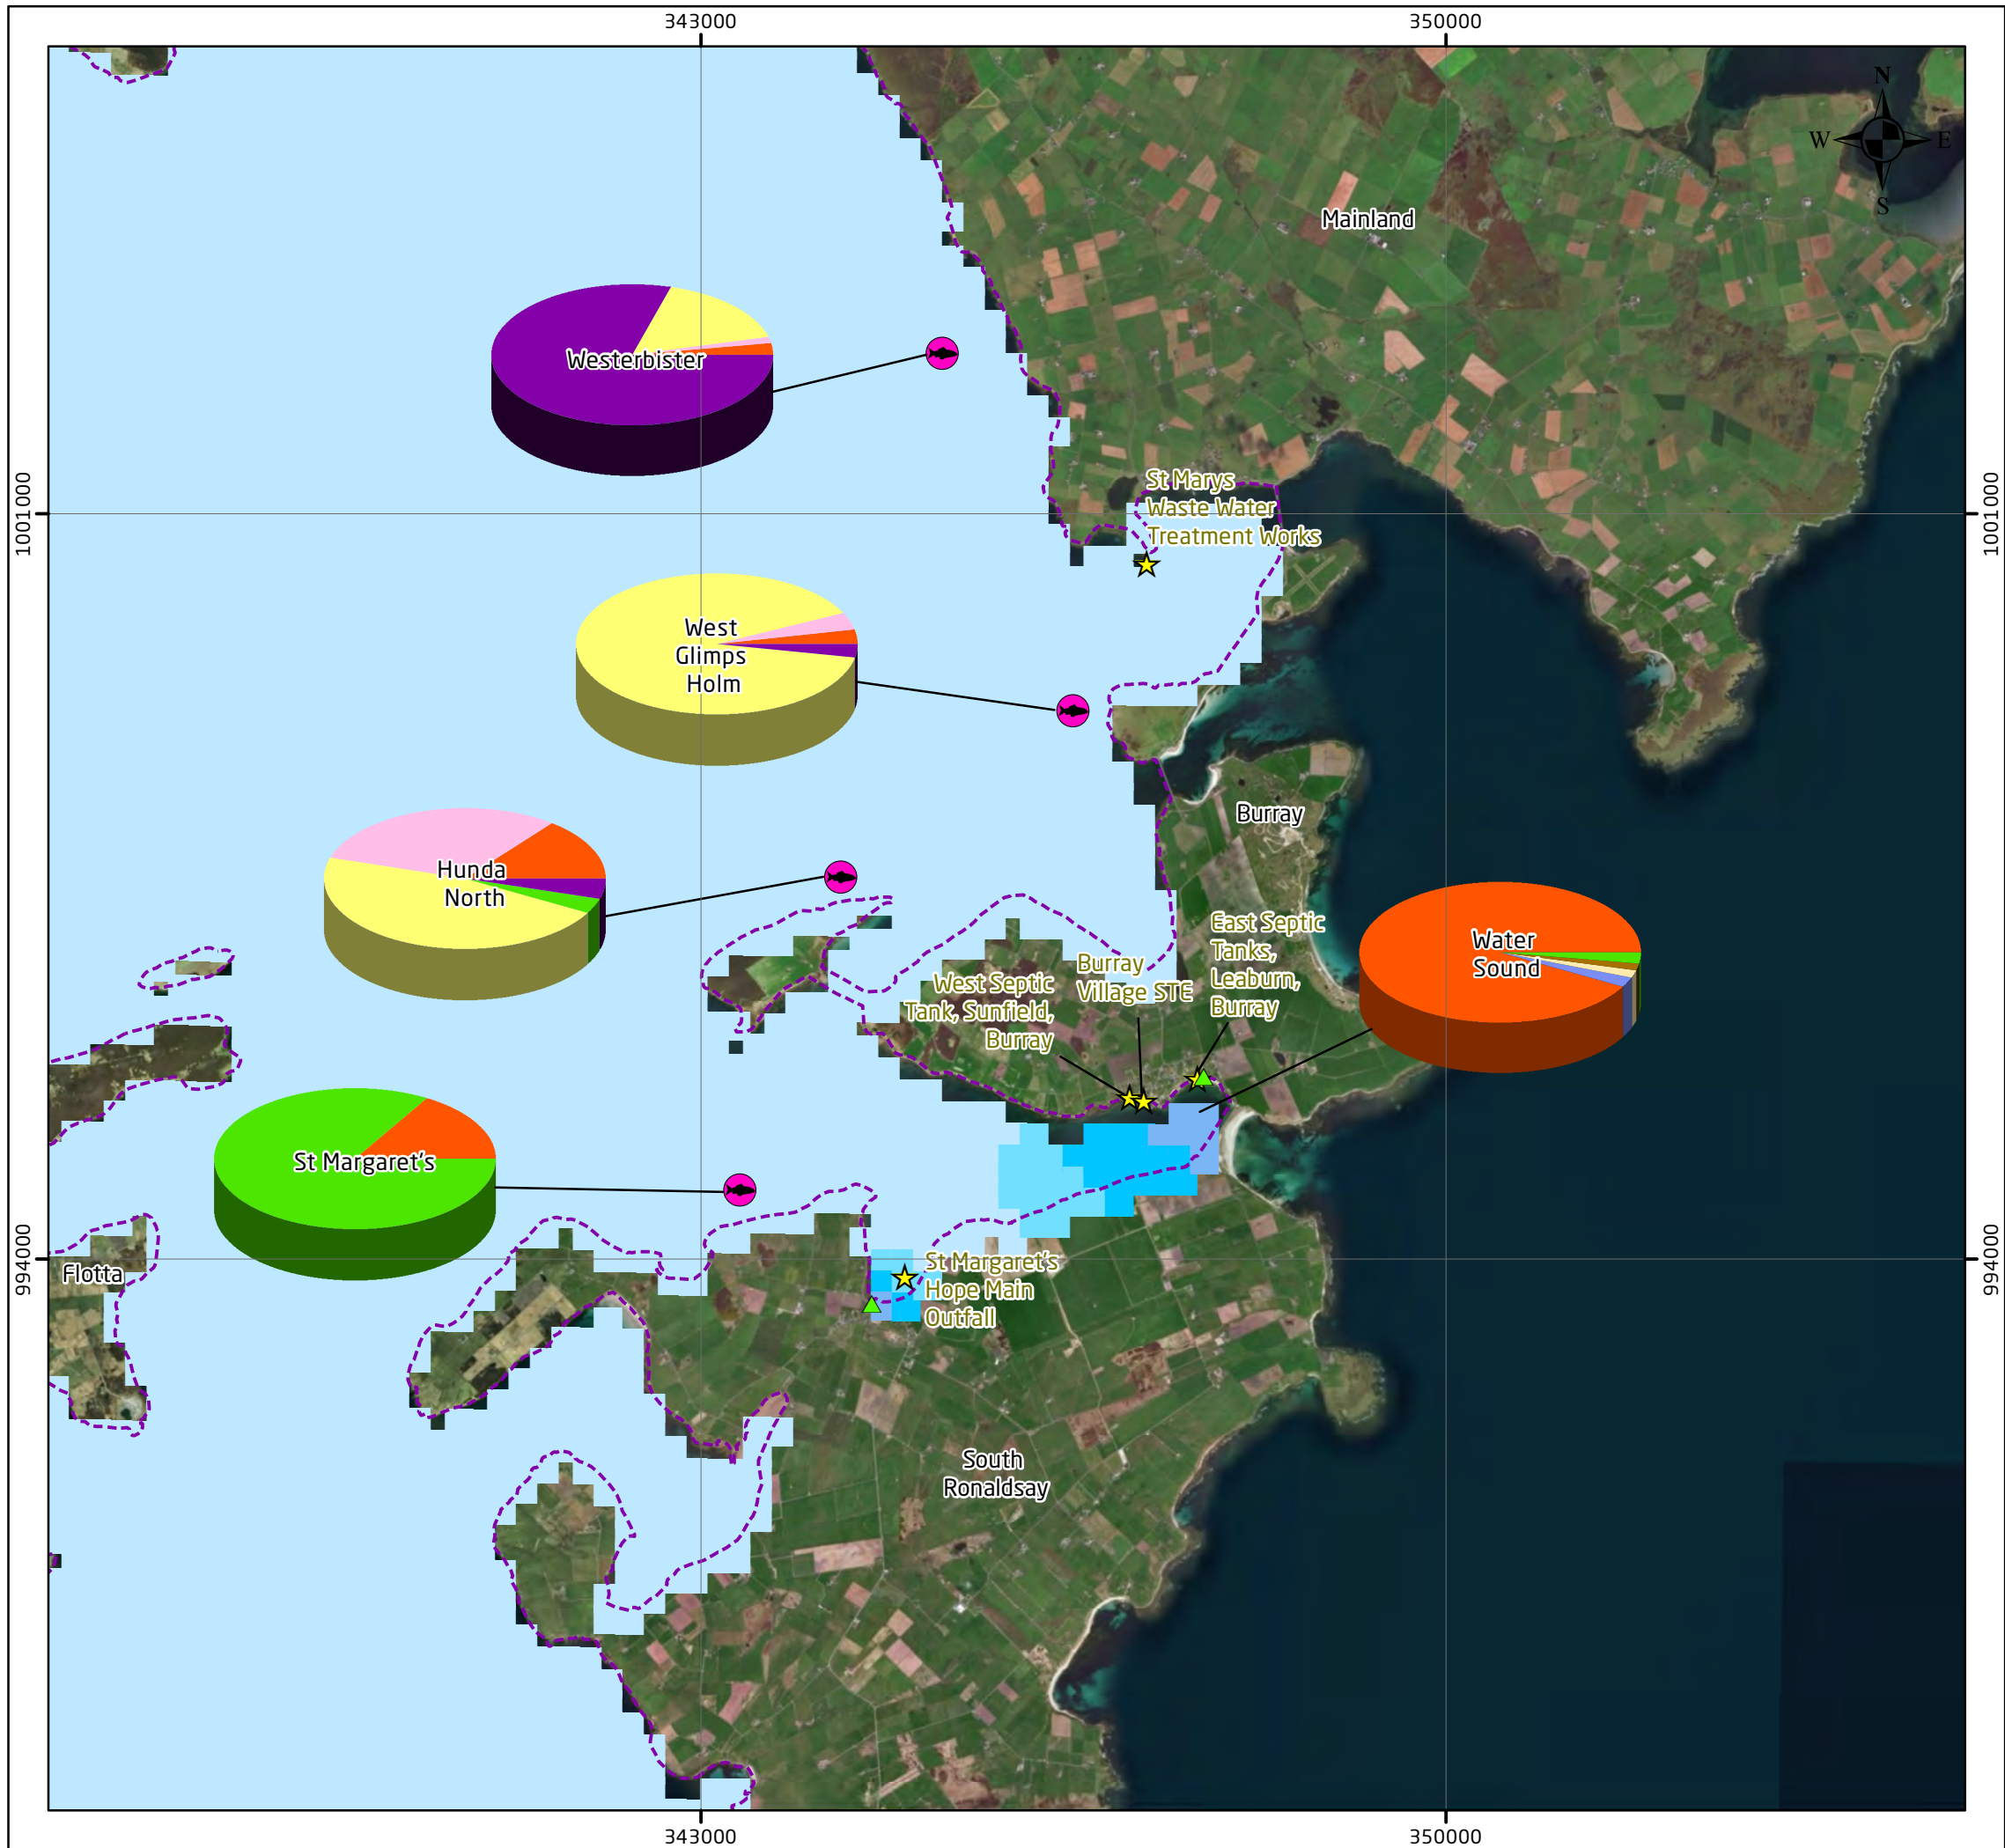 343000
350000
N
W
E
S
Mainland
Westerbister
1001000
1001000
St Marys
Waste Water
Treatment Works
West
Glimps
Holm
Burray
Hunda
North
East Septic
Tanks,
Leaburn,
Burray
Burray
Village STE
West Septic
Tank, Sunfield,
Burray
Water
Sound
St Margaret's
994000
994000
Flotta
St Margaret's
Hope Main
Outfall
South
Ronaldsay
343000
350000